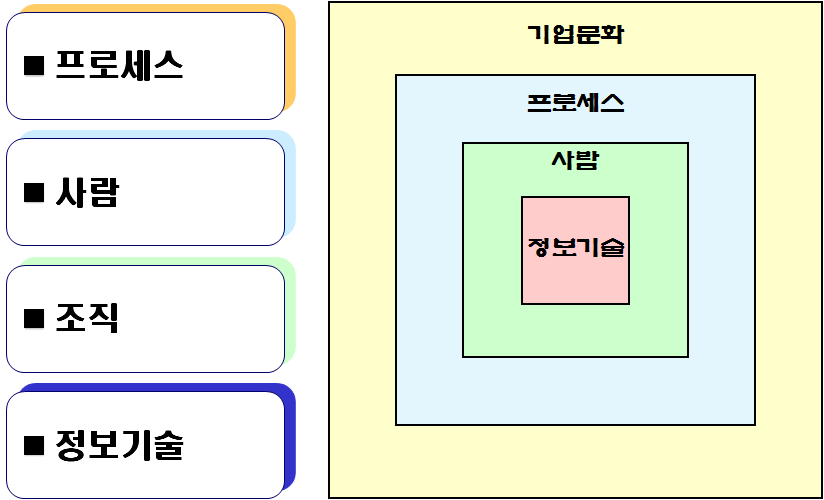 ■ 프로세스
■ 사람
■ 조직
■ 정보기술
기업문화
프로세스
사람
정보기술